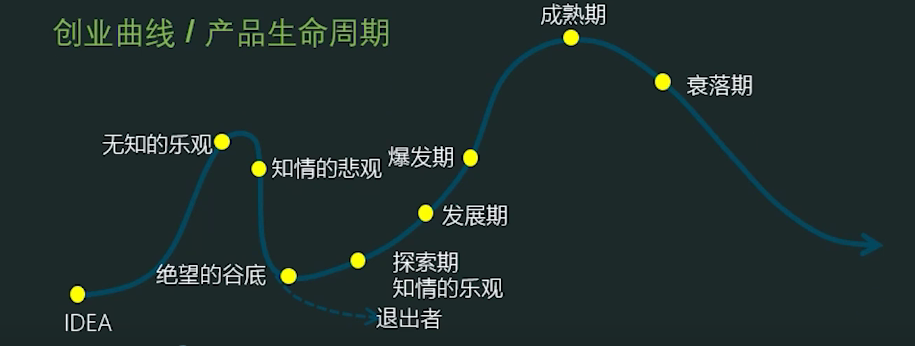 创业曲线 / 产品生命周期
成熟期
衰落期
无知的乐观
知情的悲观
爆发期
发展期
绝望的谷底
探索期
知情的乐观
IDEA
退出者